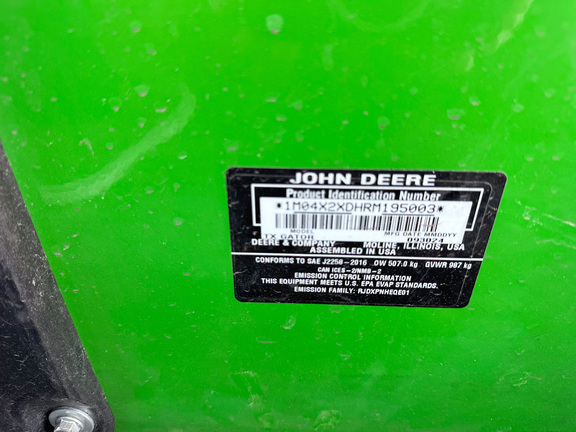 JOHN DEERE
Product Identification Number
*1M04X2XDHRM195003*
MODEL MFG DATE MMDDYY
TX GATOR 093024
DEERE & COMPANY MOLINE, ILLINOIS, USA
ASSEMBLED IN USA
CONFORMS TO SAE J2258-2016 OW 507.0 kg GVWR 987 kg
CAN ICES-2/NMB-2
EMISSION CONTROL INFORMATION
THIS EQUIPMENT MEETS U.S. EPA EVAP STANDARDS.
EMISSION FAMILY: RJDXPNHEQE01